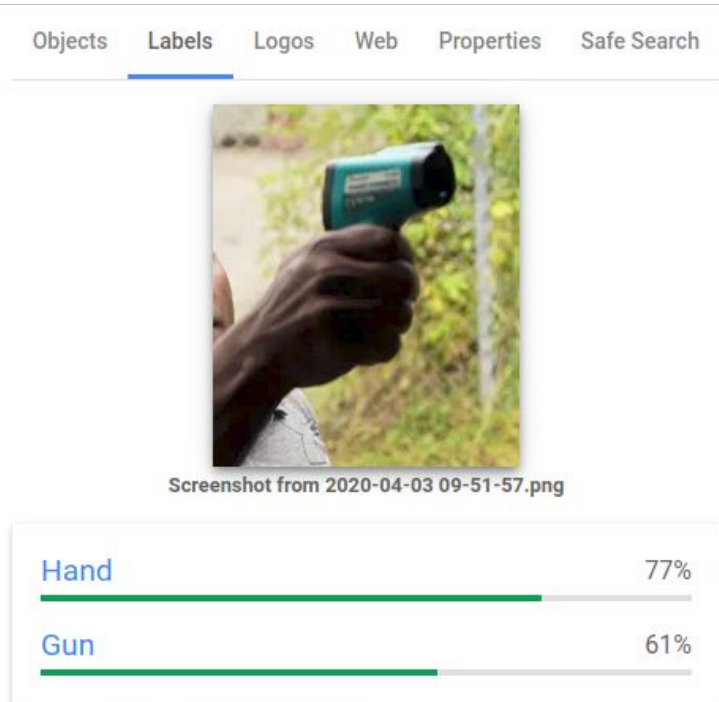 Objects Labels Logos Web Properties Safe Search
Screenshot from 2020-04-03 09-51-57.png
Hand 77%
Gun 61%